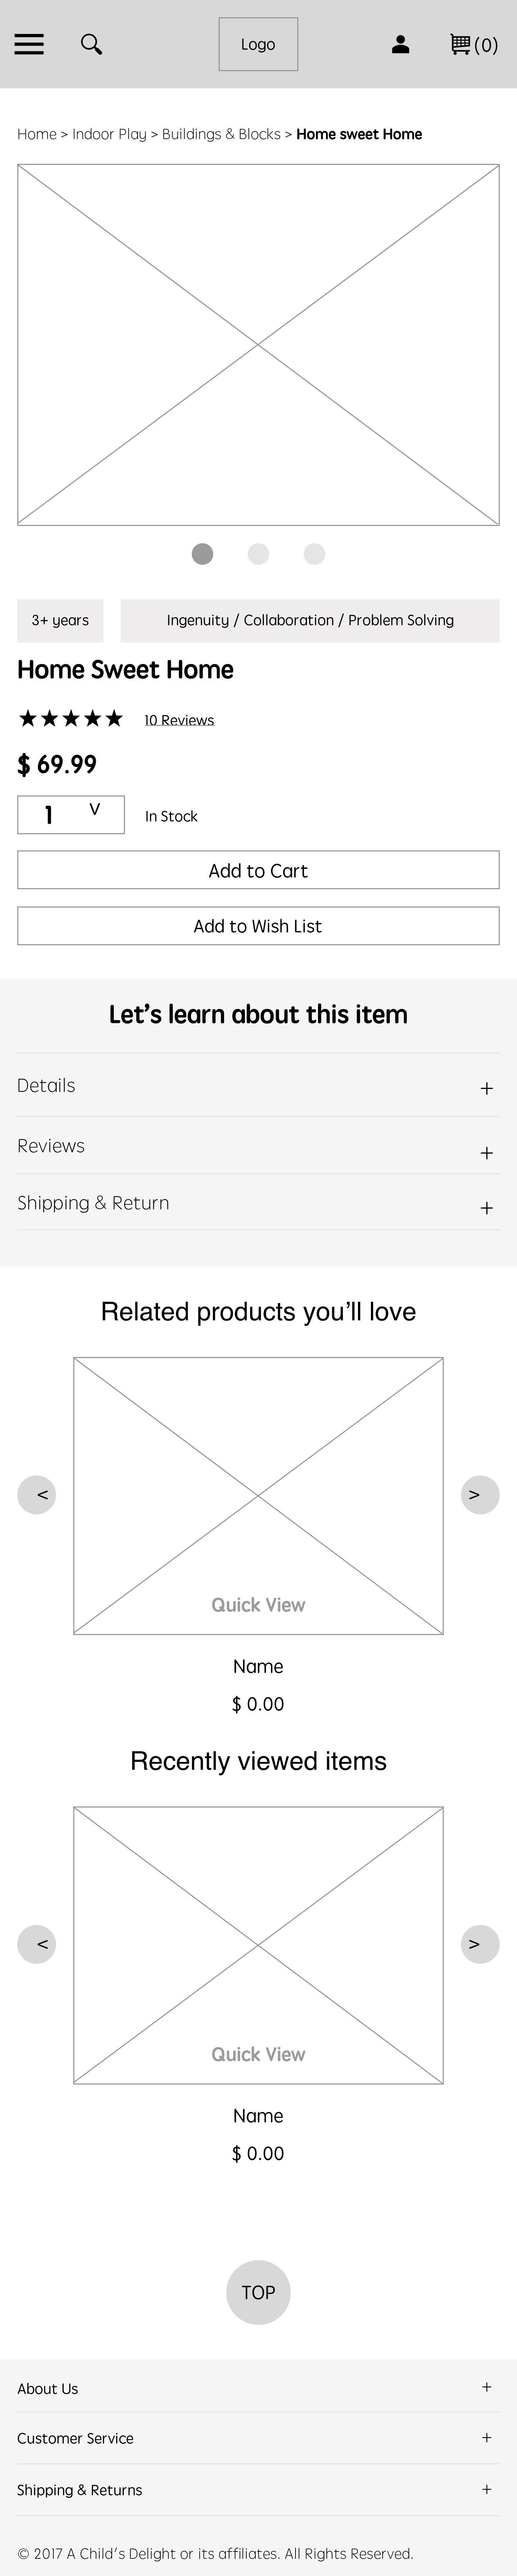 Logo
(0)
Home > Indoor Play > Buildings & Blocks > Home sweet Home
3+ years
Ingenuity / Collaboration / Problem Solving
Home Sweet Home
★★★★★ 10 Reviews
$ 69.99
1 V In Stock
Add to Cart
Add to Wish List
Let’s learn about this item
Details +
Reviews +
Shipping & Return +
Related products you’ll love
< >
Quick View
Name
$ 0.00
Recently viewed items
< >
Quick View
Name
$ 0.00
TOP
About Us +
Customer Service +
Shipping & Returns +
© 2017 A Child’s Delight or its affiliates. All Rights Reserved.